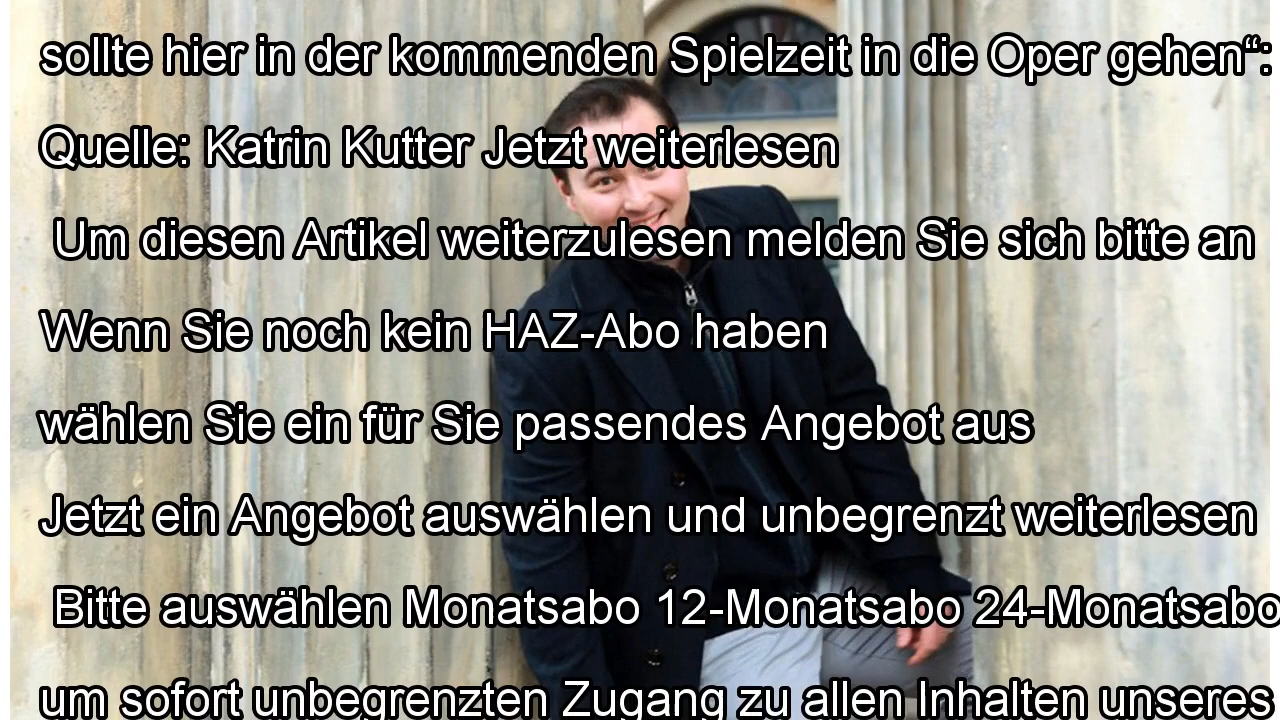 sollte hier in der kommenden Spielzeit in die Oper gehen“:
Quelle: Katrin Kutter Jetzt weiterlesen
Um diesen Artikel weiterzulesen melden Sie sich bitte an
Wenn Sie noch kein HAZ-Abo haben
wählen Sie ein für Sie passendes Angebot aus
Jetzt ein Angebot auswählen und unbegrenzt weiterlesen
Bitte auswählen Monatsabo 12-Monatsabo 24-Monatsabo
um sofort unbegrenzten Zugang zu allen Inhalten unseres